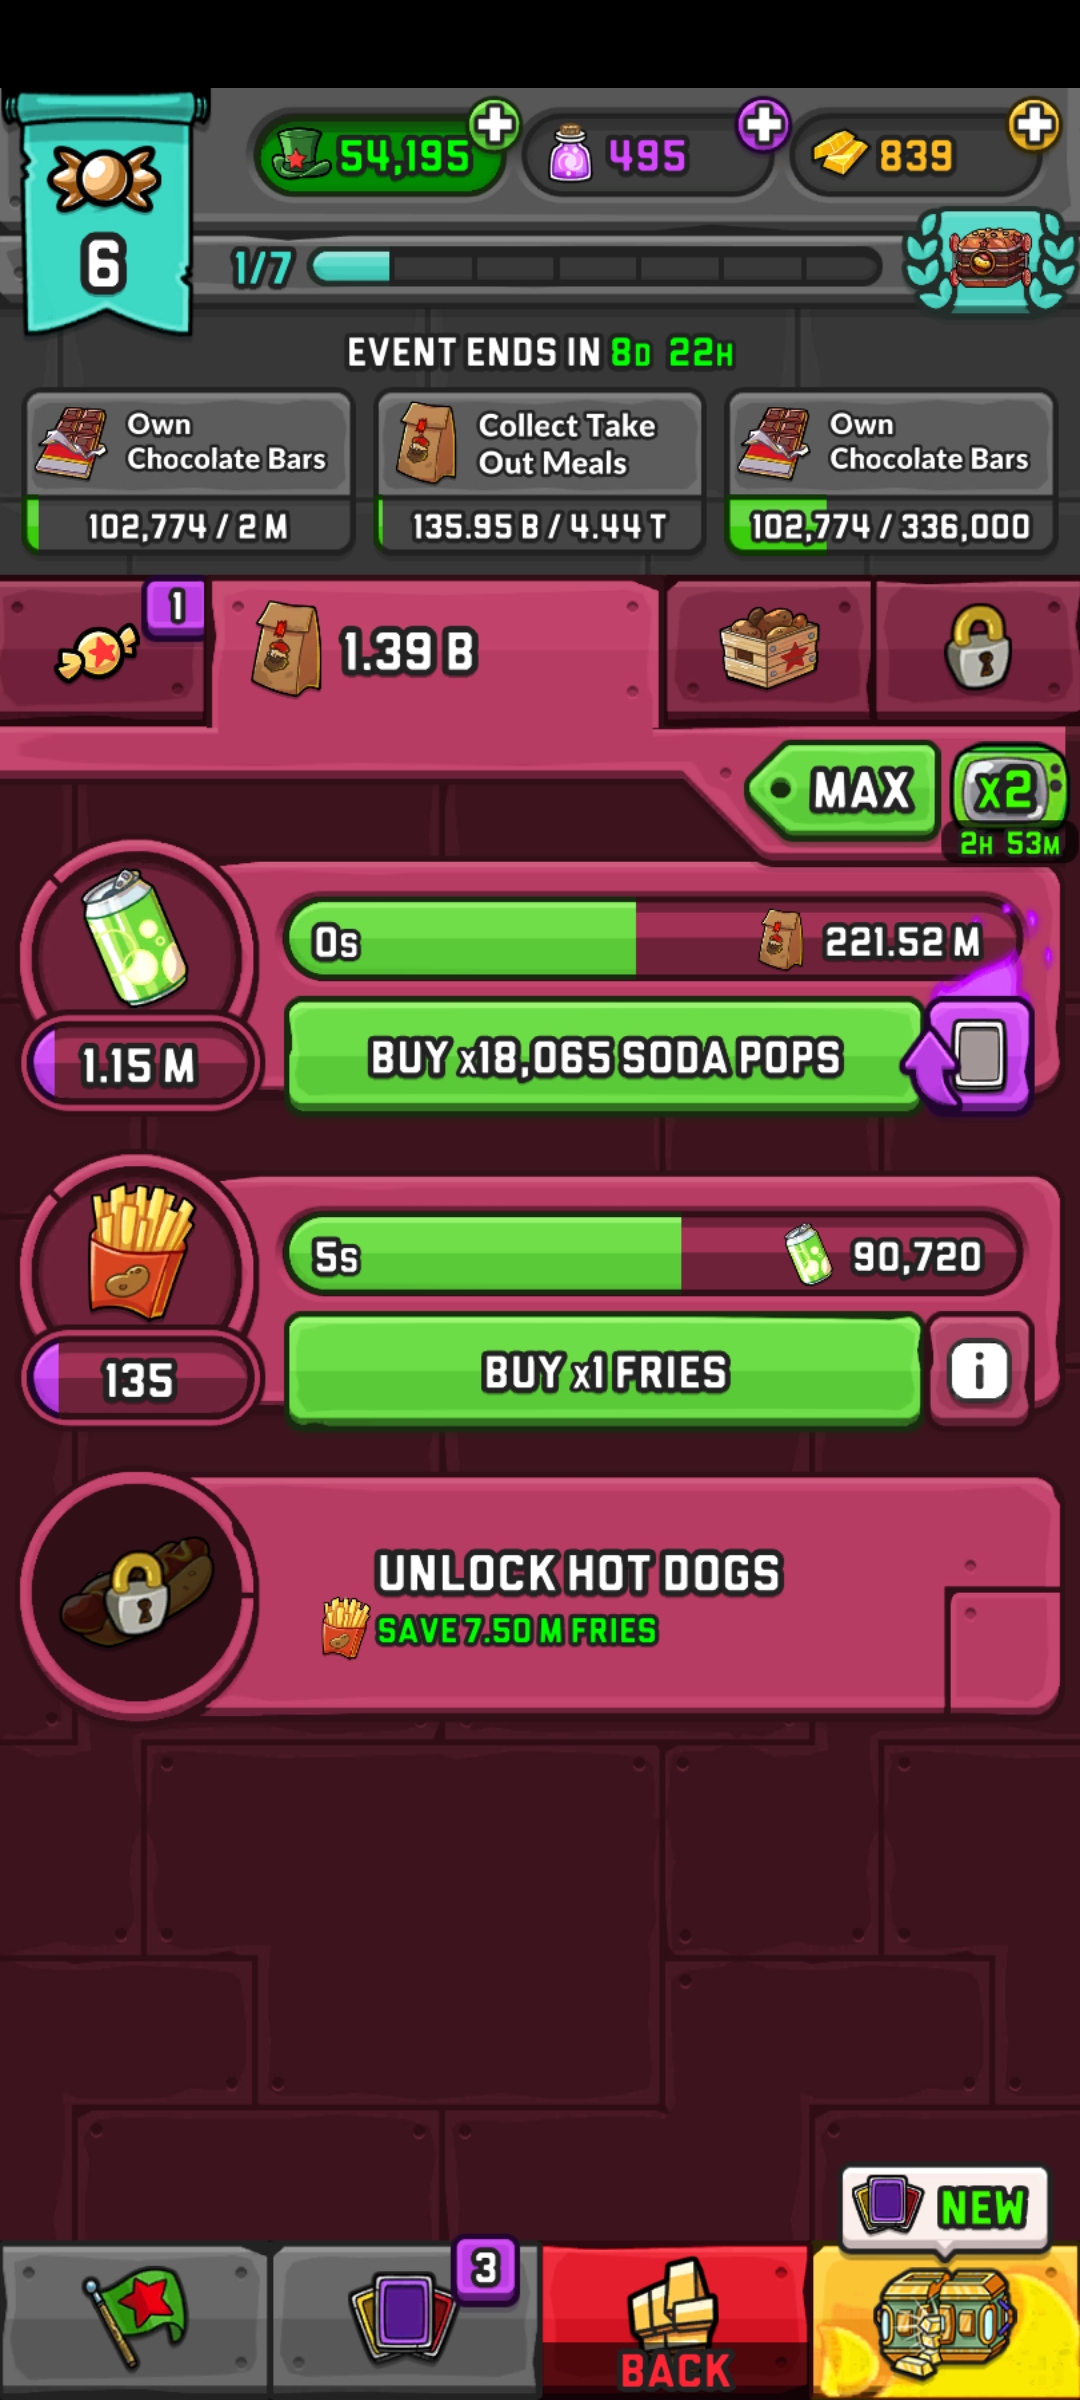 54,195
495
839
6
1/7
EVENT ENDS IN 8D 22H
Own
Chocolate Bars
102,774 / 2 M
Collect Take
Out Meals
135.95 B / 4.44 T
Own
Chocolate Bars
102,774 / 336,000
1
1.39 B
MAX
x2
2H 53M
0s
221.52 M
1.15 M
BUY x18,065 SODA POPS
5s
90,720
135
BUY x1 FRIES
i
UNLOCK HOT DOGS
SAVE 7.50 M FRIES
NEW
3
BACK